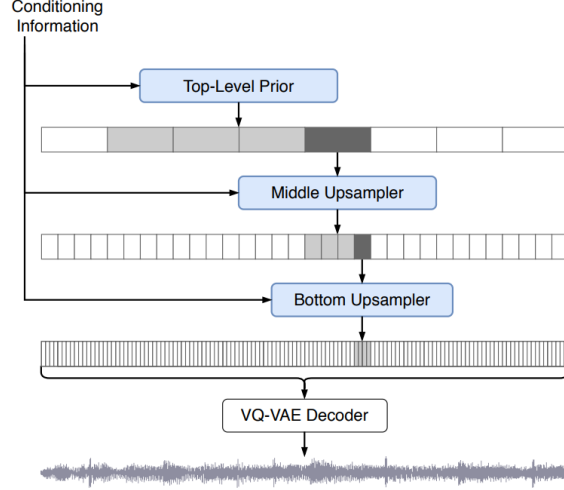 Conditioning
Information
Top-Level Prior
Middle Upsampler
Bottom Upsampler
VQ-VAE Decoder